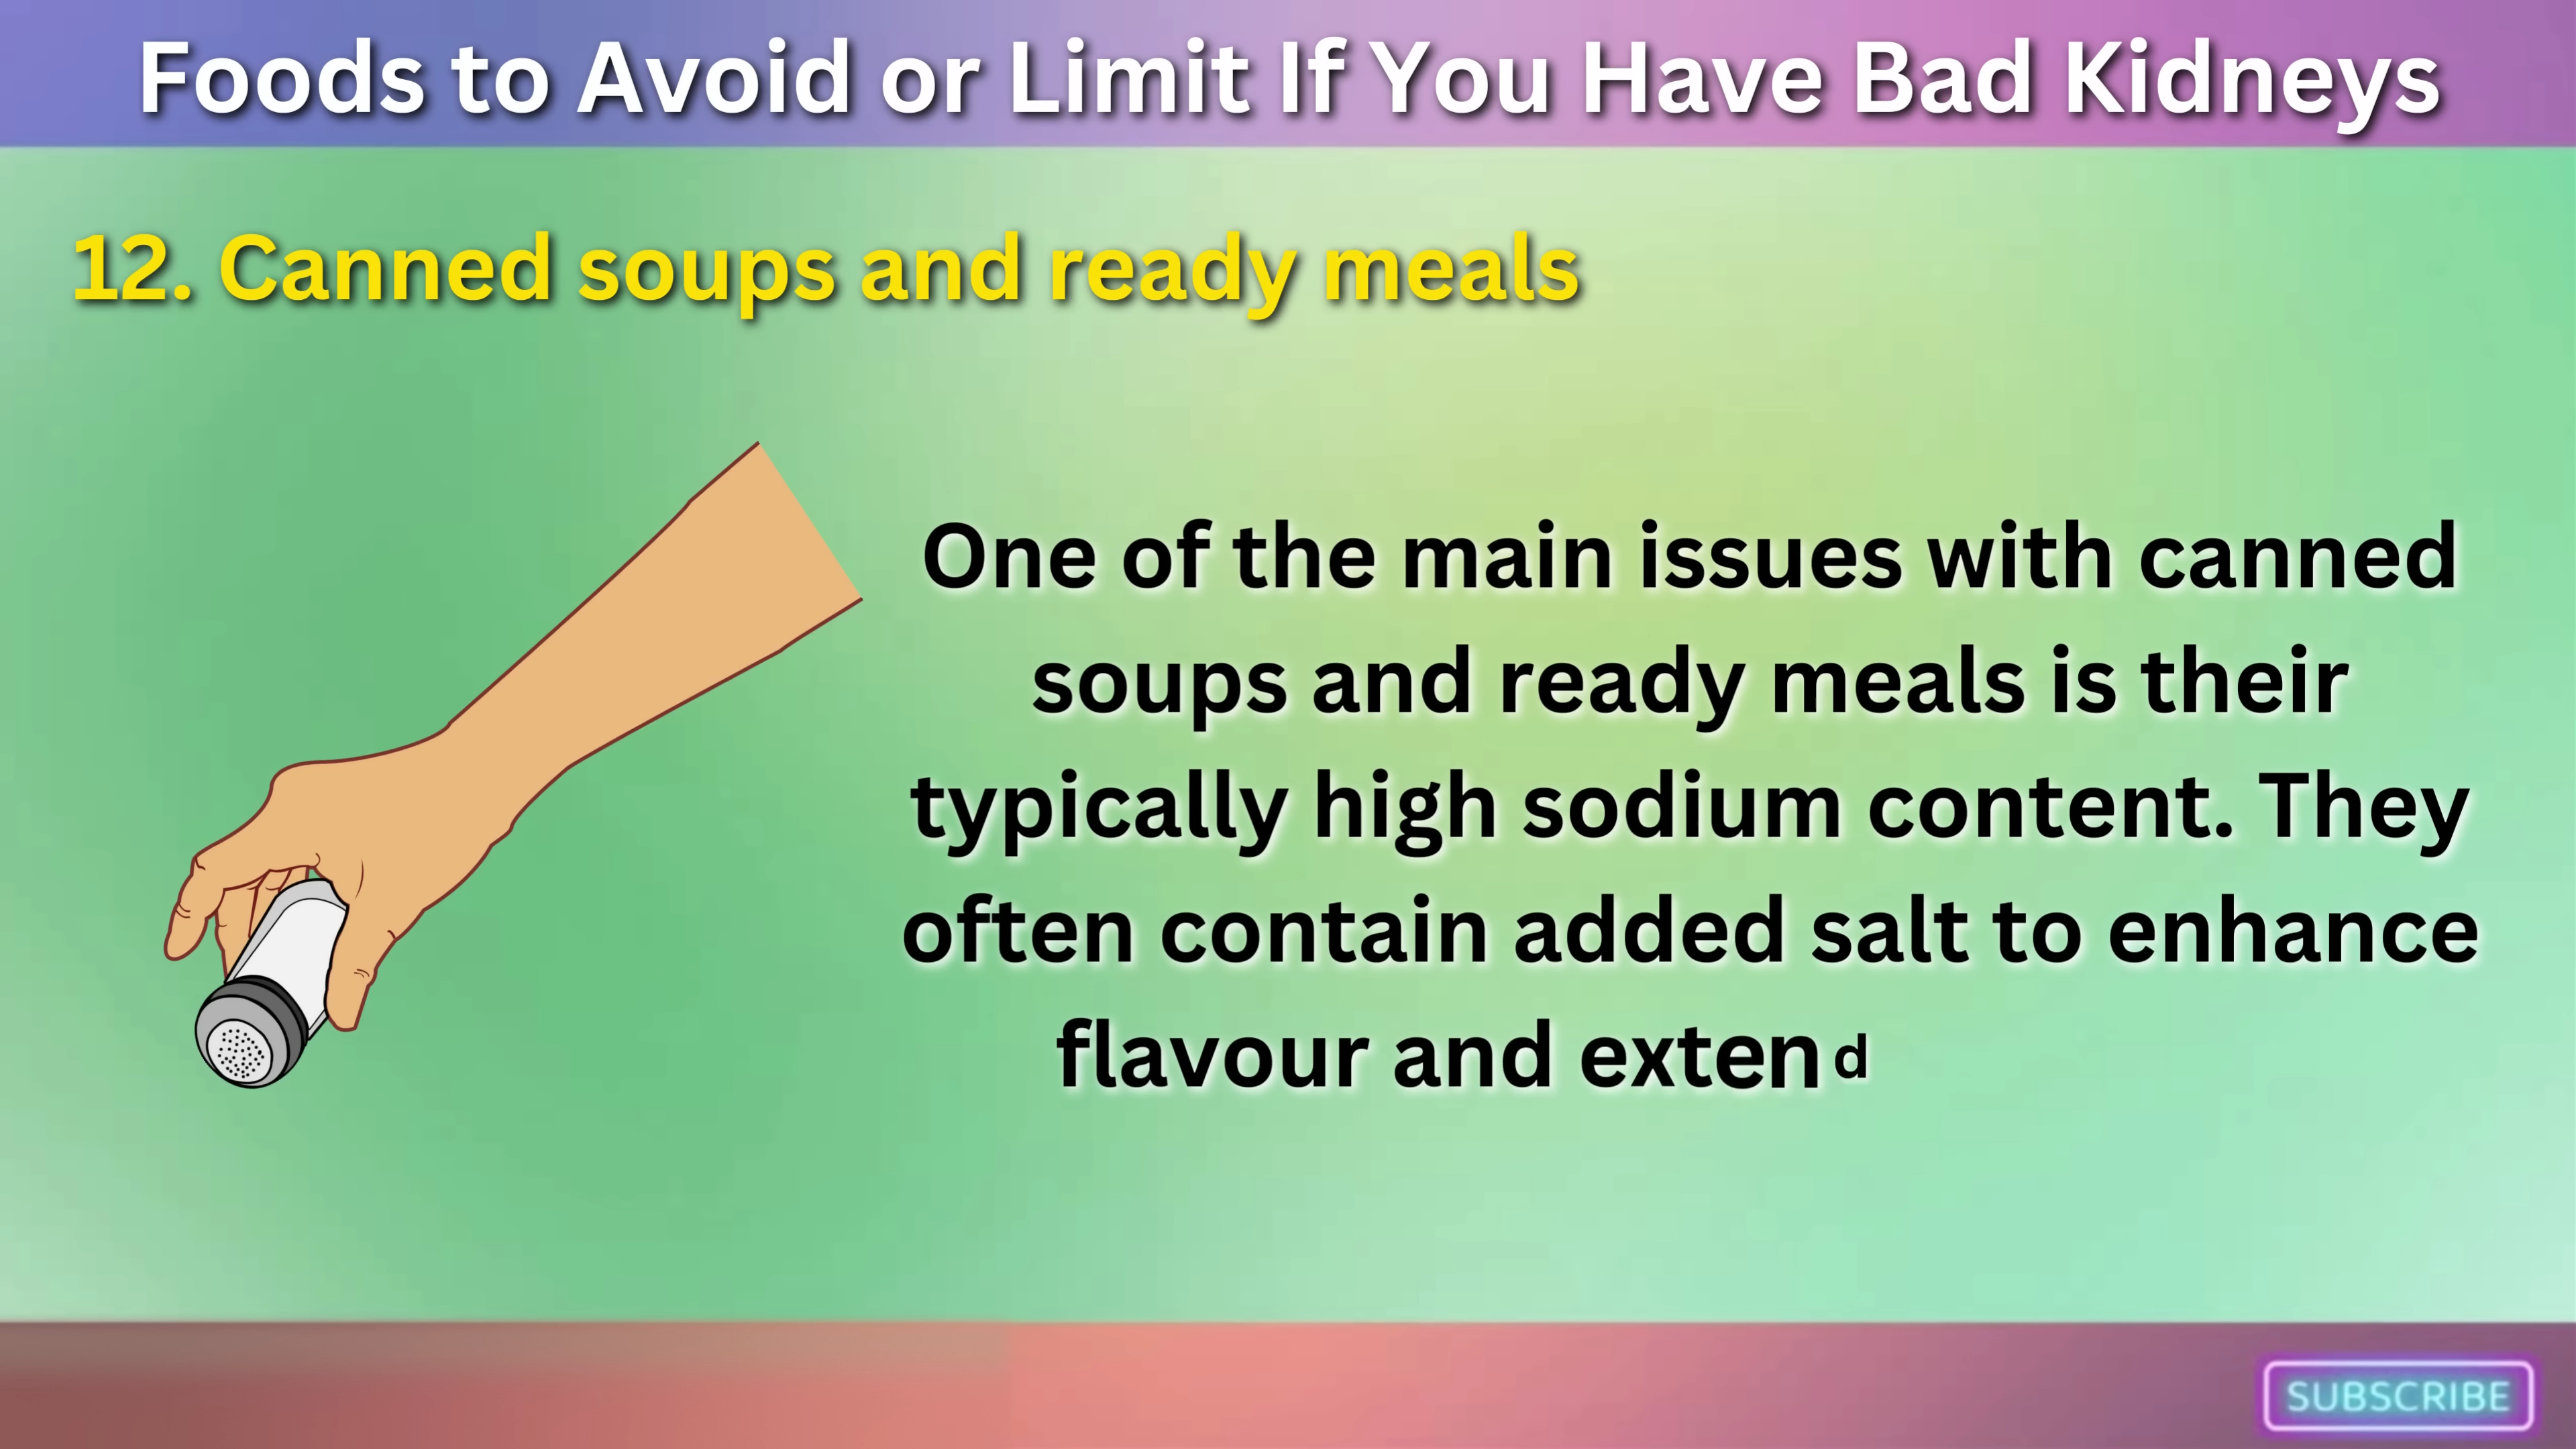 Foods to Avoid or Limit If You Have Bad Kidneys
12. Canned soups and ready meals
One of the main issues with canned
soups and ready meals is their
typically high sodium content. They
often contain added salt to enhance
flavour and extend
SUBSCRIBE